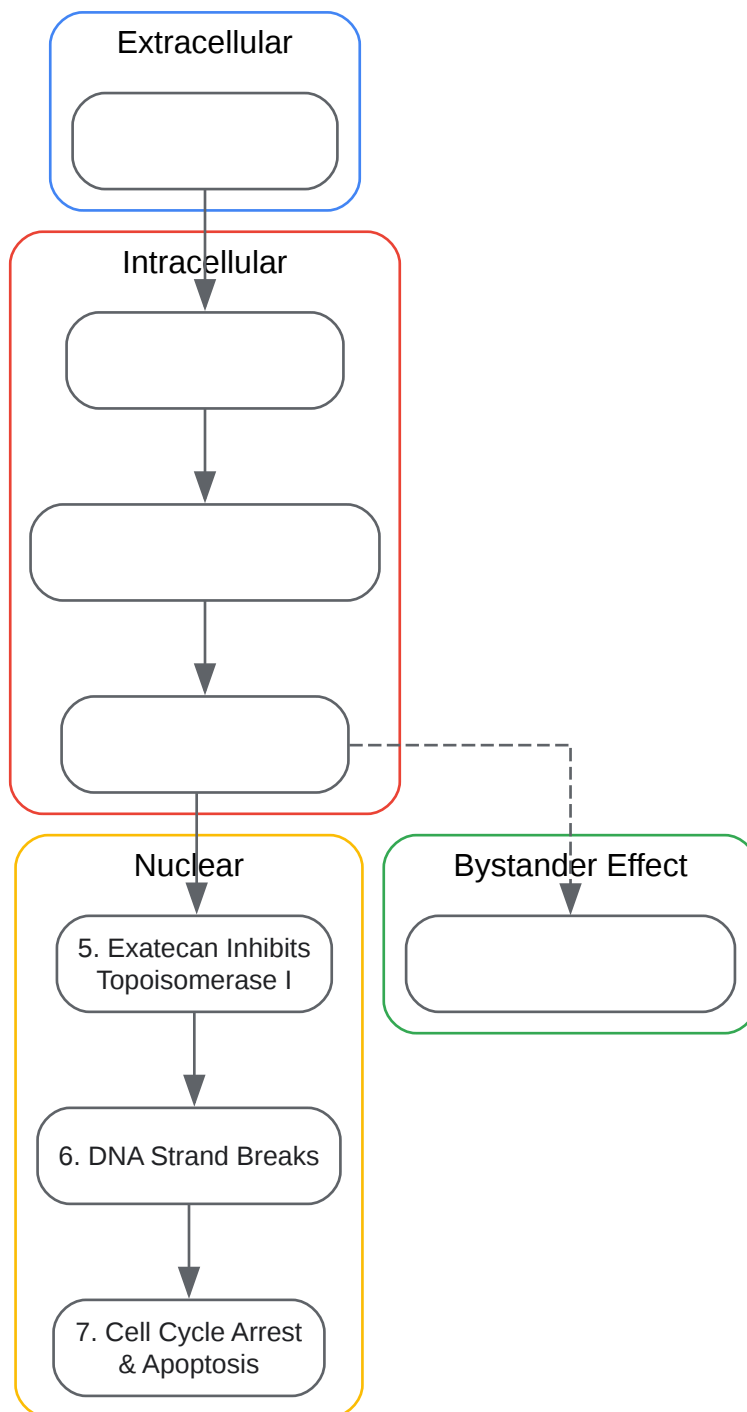 Extracellular
Intracellular
Nuclear
Bystander Effect
5. Exatecan Inhibits
Topoisomerase I
6. DNA Strand Breaks
7. Cell Cycle Arrest
& Apoptosis